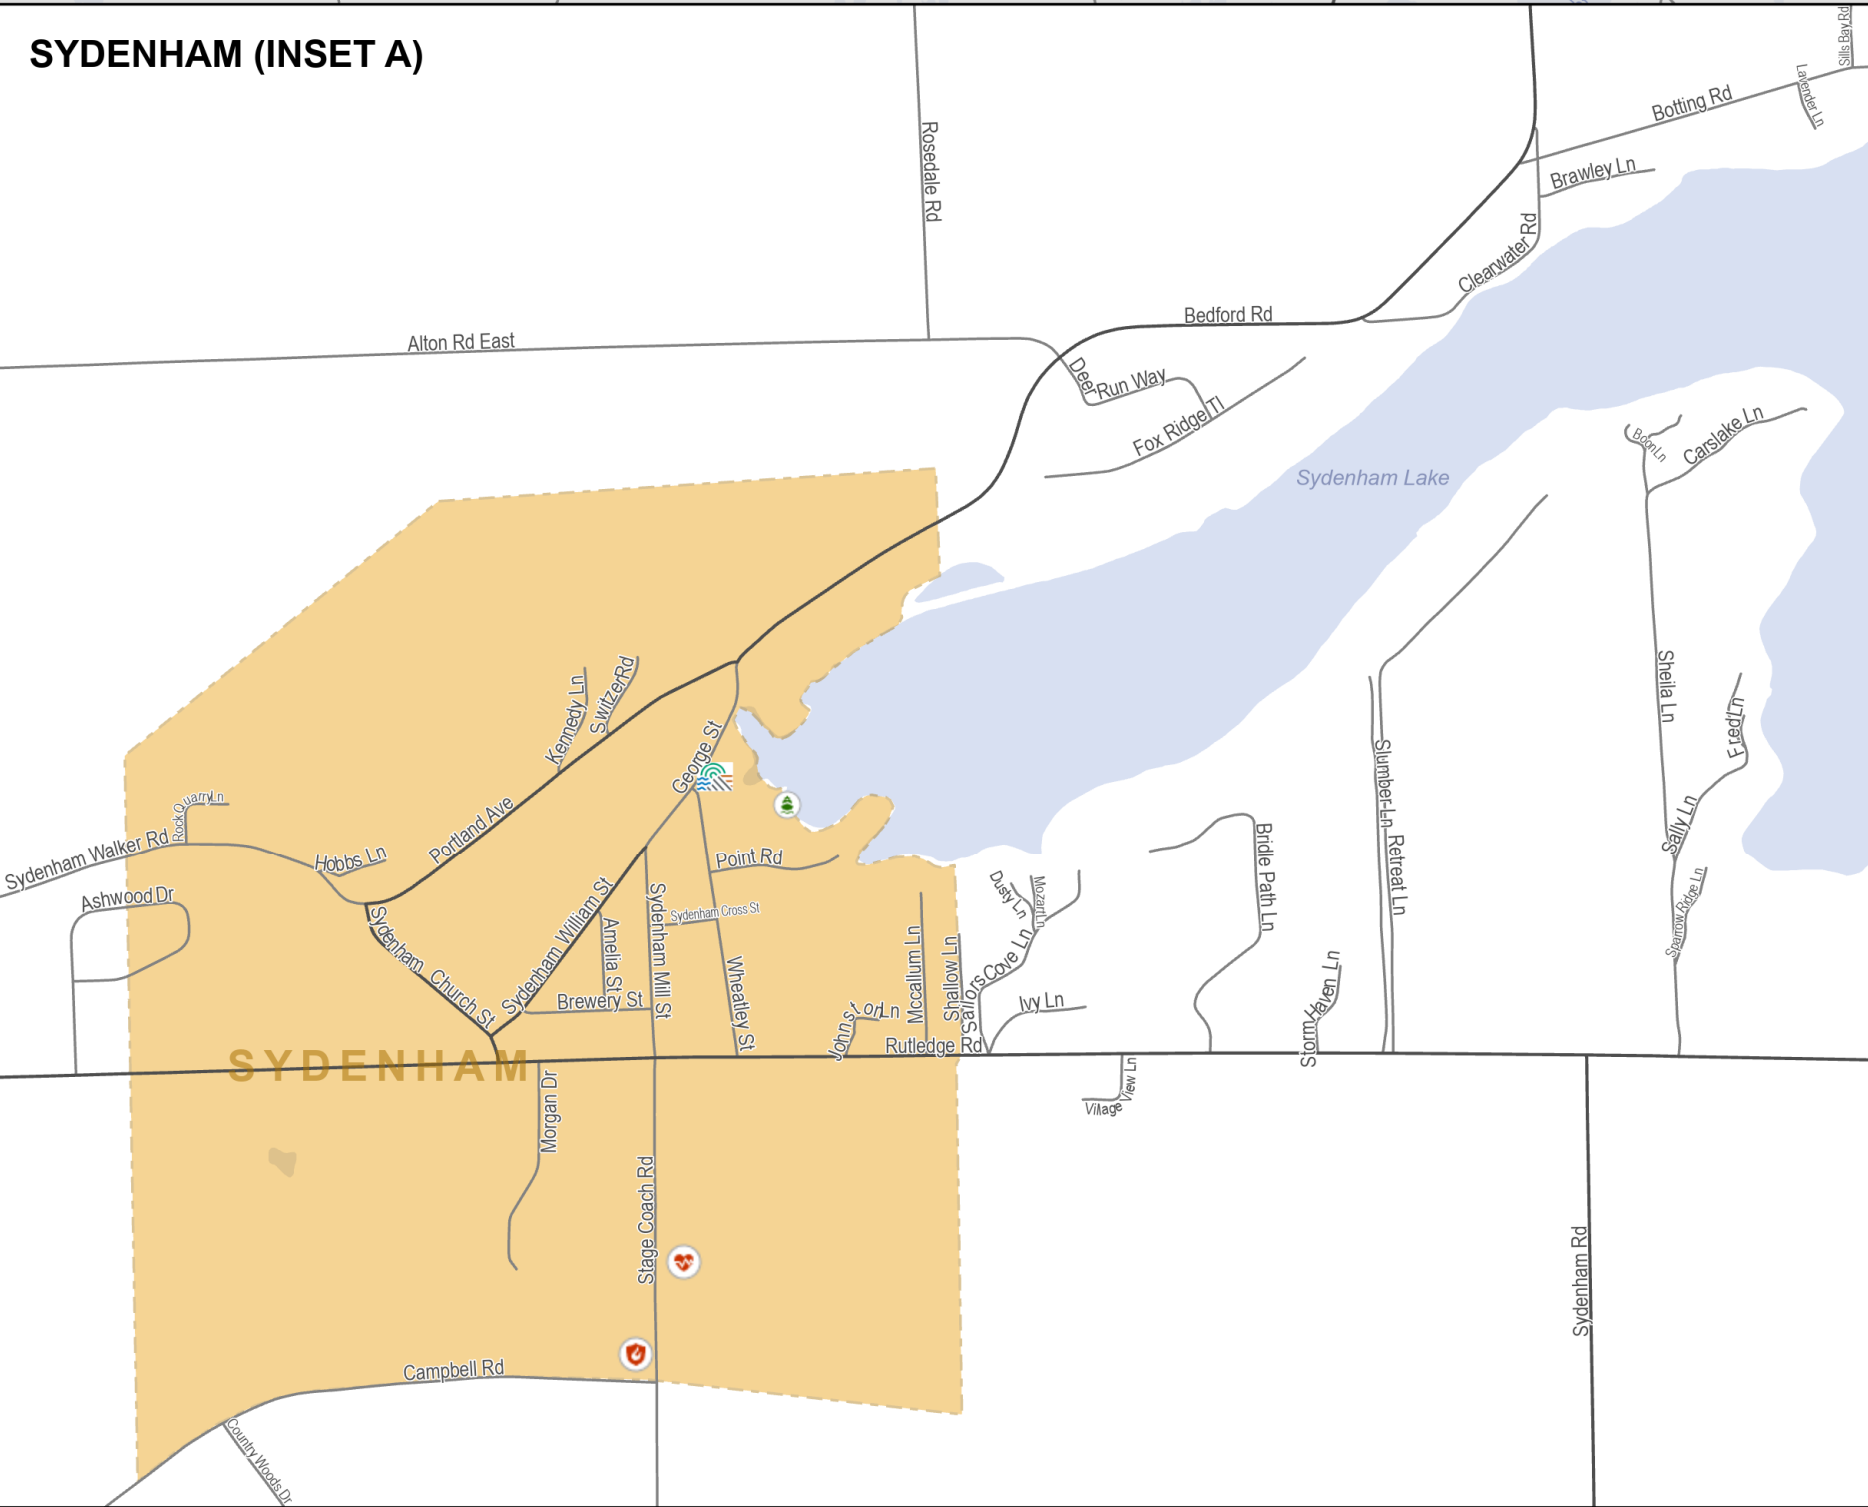 SYDENHAM (INSET A)
Sills Bay Rd
Lavender Ln
Botting Rd
Rosedale Rd
Brawley Ln
Clearwater Rd
Bedford Rd
Alton Rd East
Deer Run Way
Fox Ridge Tl
Boon Ln
Carslake Ln
Sydenham Lake
Kennedy Ln
Switzer Rd
Sheila Ln
Fred Ln
George St
Slumber Ln
Rock Quarry Ln
Portland Ave
Sydenham Walker Rd
Hobbs Ln
Point Rd
Bridle Path Ln
Retreat Ln
Sally Ln
Ashwood Dr
Dusty Ln
Mozart Ln
Sparrow Ridge Ln
Sydenham Church St
Sydenham William St
Amelia St
Sydenham Mill St
Sydenham Cross St
Wheatley St
Mccallum Ln
Shallow Ln
Sailors Cove Ln
Brewery St
Johnston Ln
Ivy Ln
Storm Haven Ln
Rutledge Rd
SYDENHAM
Morgan Dr
Village View Ln
Stage Coach Rd
Sydenham Rd
Campbell Rd
Country Woods Dr